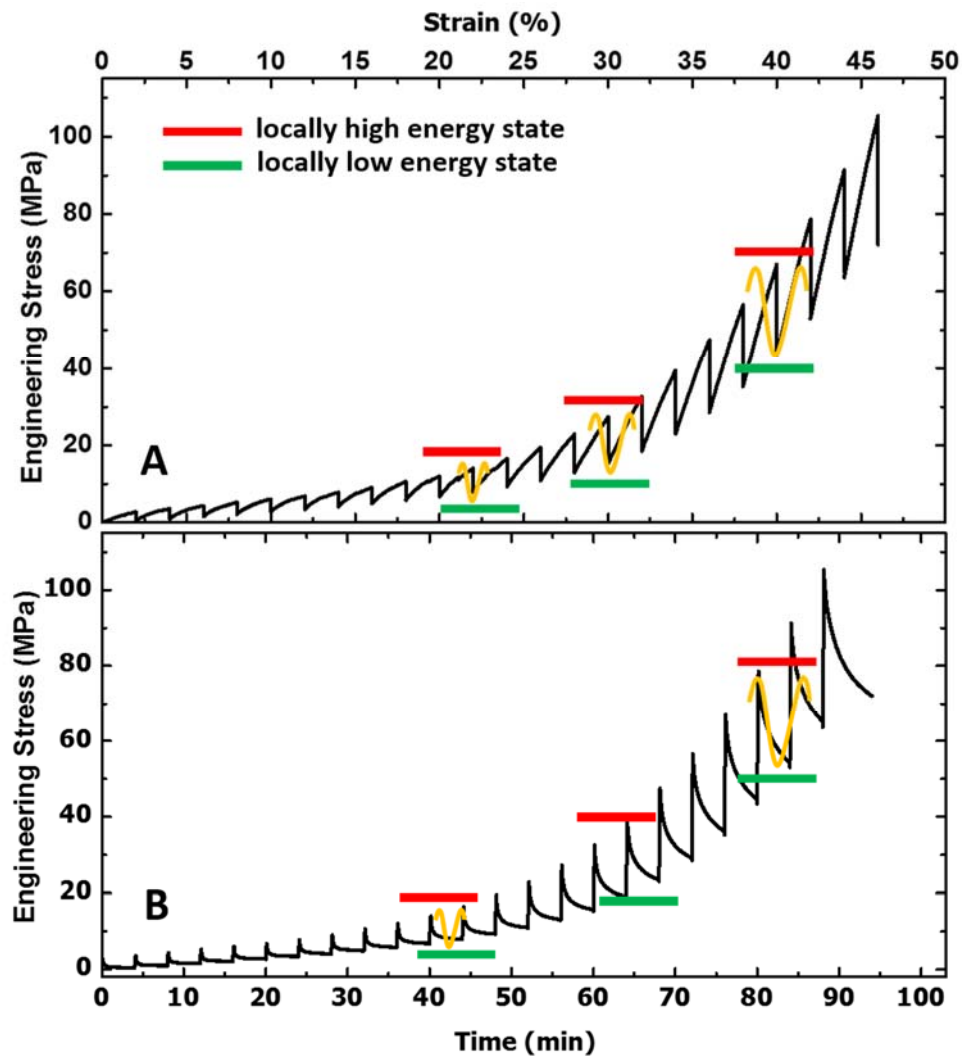 Strain (%)
0 5 10 15 20 25 30 35 40 45 50
Engineering Stress (MPa)
100
80
60
40
20
0
locally high energy state
locally low energy state
A
Engineering Stress (MPa)
100
80
60
40
20
0
B
0 10 20 30 40 50 60 70 80 90 100
Time (min)